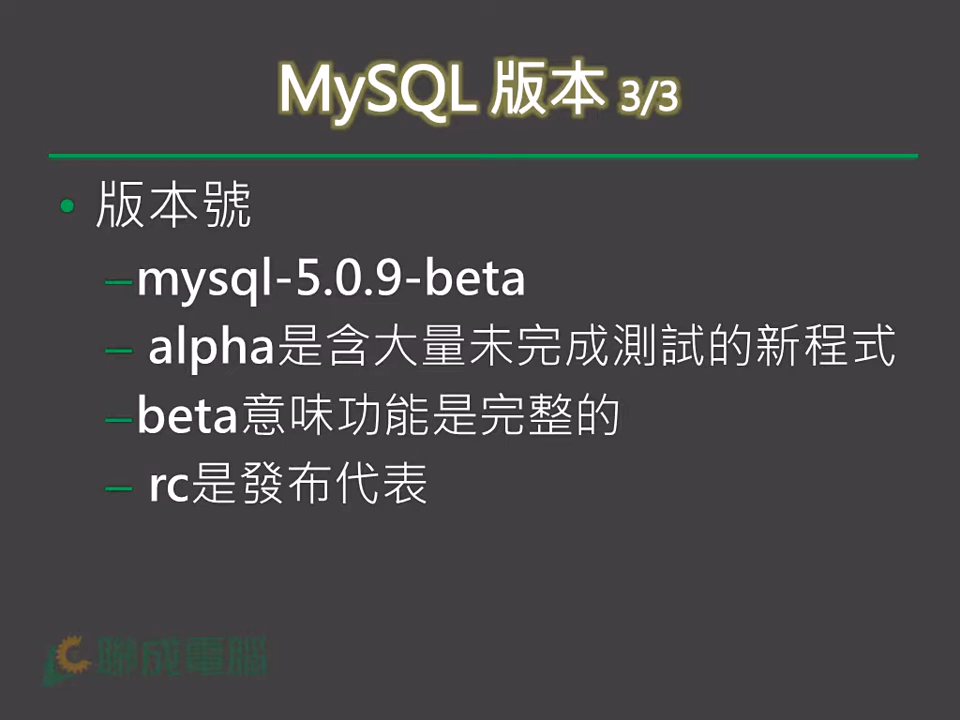 MySQL 版本 3/3
• 版本號
–mysql-5.0.9-beta
– alpha是含大量未完成測試的新程式
–beta意味功能是完整的
– rc是發布代表
聯成電腦